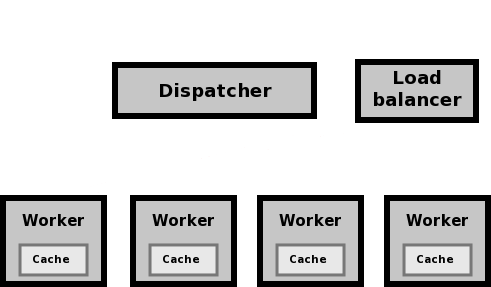 Dispatcher
Load
balancer
Worker
Cache
Worker
Cache
Worker
Cache
Worker
Cache